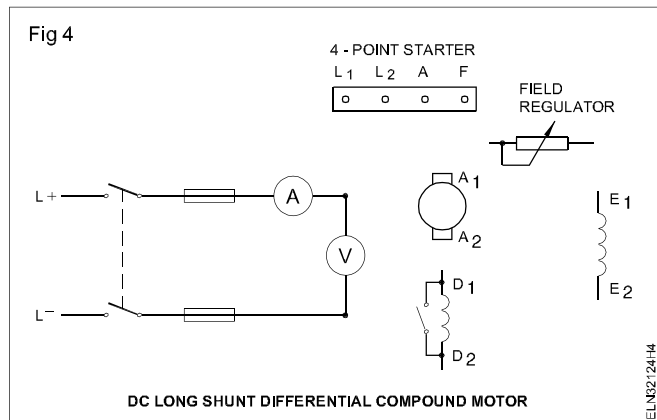 Fig 4
4 - POINT STARTER
L1 L2 A F
FIELD
REGULATOR
L+
A
A1
A2
V
E1
E2
L-
D1
D2
DC LONG SHUNT DIFFERENTIAL COMPOUND MOTOR
ELN32124H4